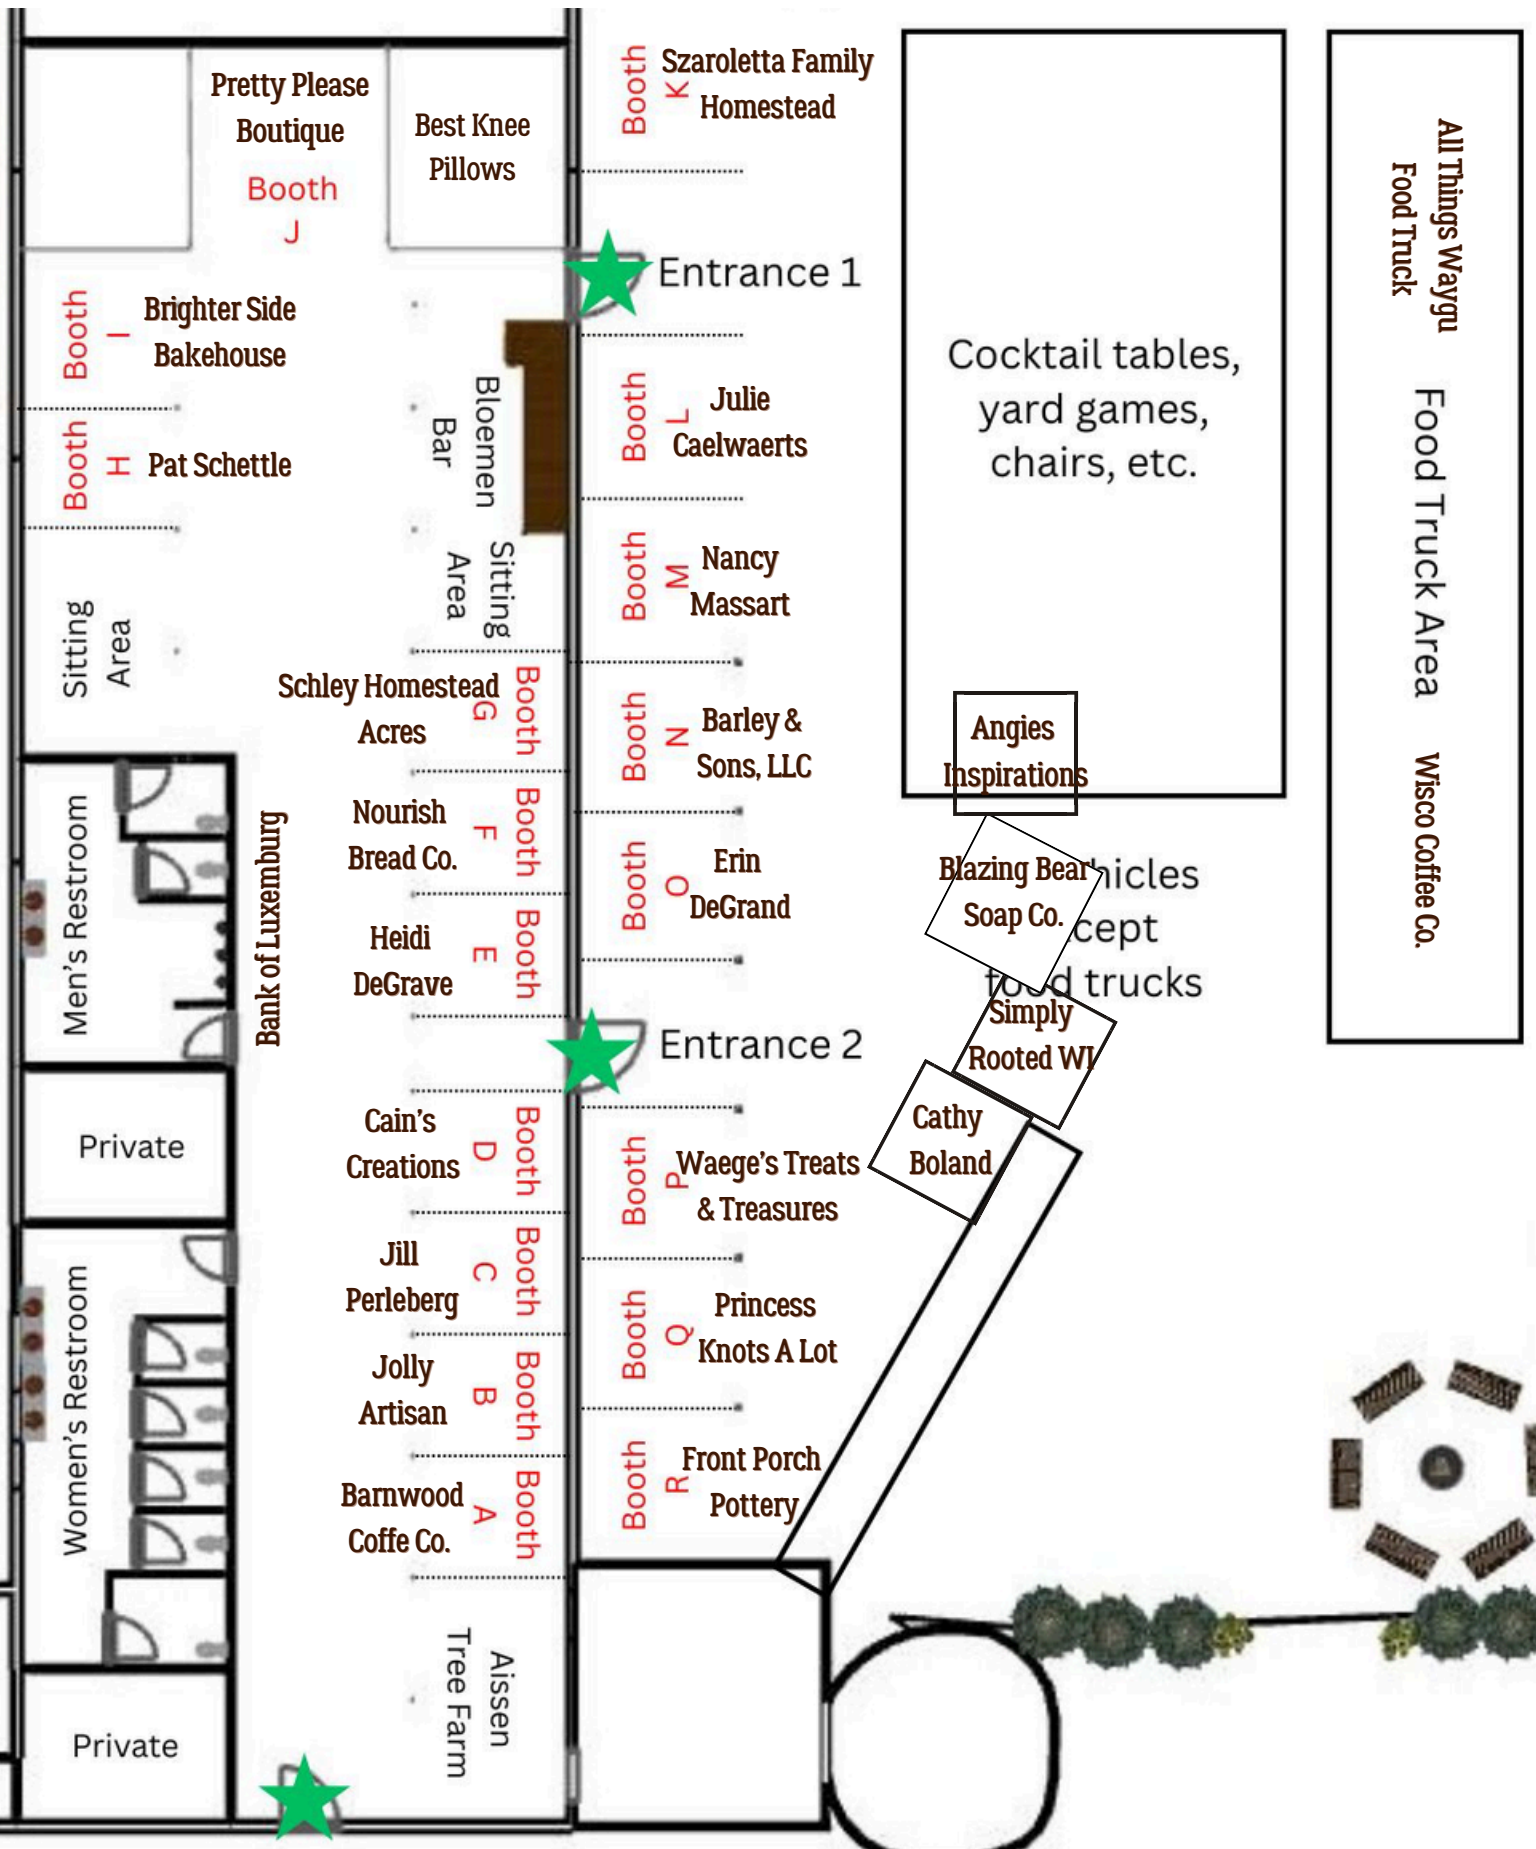 Pretty Please
Boutique
Booth
J
Best Knee
Pillows
Booth
K
Szaroletta Family
Homestead
Entrance 1
Booth
I
Brighter Side
Bakehouse
Booth
H
Pat Schettle
Bloemen
Bar
Booth
L
Julie
Caelwaerts
Cocktail tables,
yard games,
chairs, etc.
All Things Waygu
Food Truck
Food Truck Area
Wisco Coffee Co.
Sitting
Area
Sitting
Area
Booth
M
Nancy
Massart
Schley Homestead
Acres
Booth
G
Booth
N
Barley &
Sons, LLC
Angies
Inspirations
Men's Restroom
Bank of Luxemburg
Nourish
Bread Co.
Booth
F
Booth
O
Erin
DeGrand
Blazing Bear
Soap Co.
hicles
cept
food trucks
Heidi
DeGrave
Booth
E
Entrance 2
Simply
Rooted WI
Private
Cain's
Creations
Booth
D
Booth
P
Waege's Treats
& Treasures
Cathy
Boland
Women's Restroom
Jill
Perleberg
Booth
C
Booth
Q
Princess
Knots A Lot
Jolly
Artisan
Booth
B
Barnwood
Coffe Co.
Booth
A
Booth
R
Front Porch
Pottery
Aissen
Tree Farm
Private